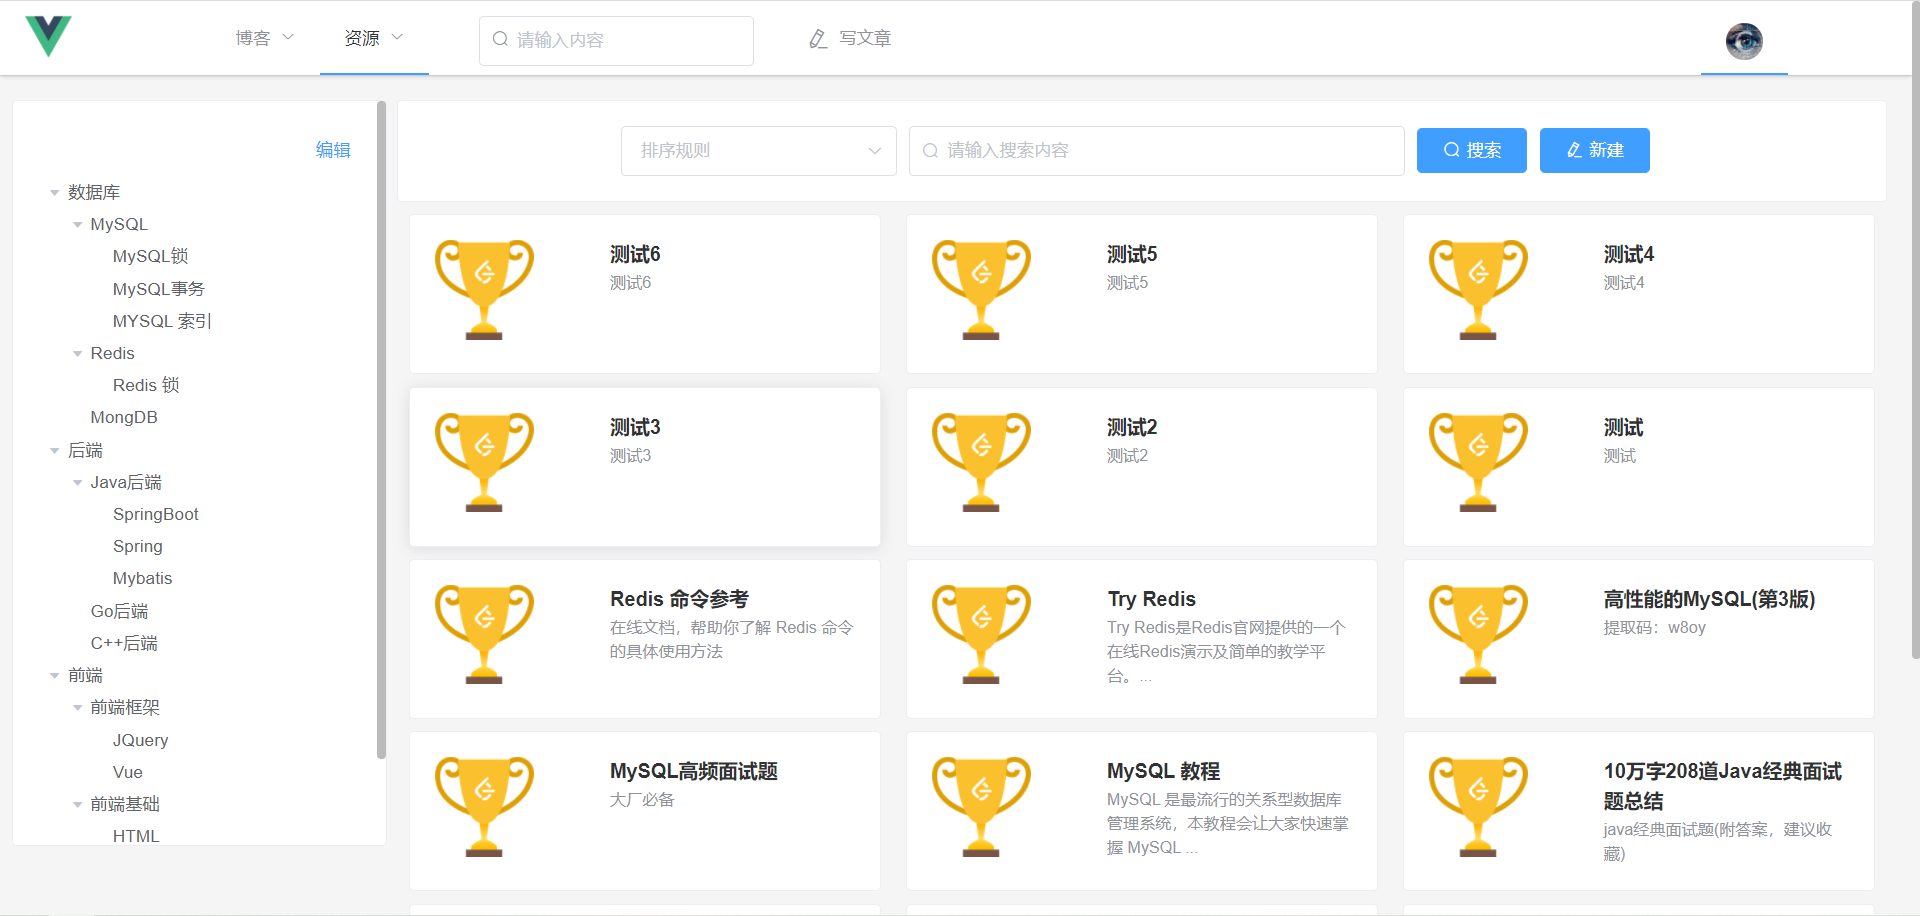 博客
资源
请输入内容
写文章
编辑
数据库
MySQL
MySQL锁
MySQL事务
MYSQL 索引
Redis
Redis 锁
MongDB
后端
Java后端
SpringBoot
Spring
Mybatis
Go后端
C++后端
前端
前端框架
JQuery
Vue
前端基础
HTML
排序规则
请输入搜索内容
搜索
新建
测试6
测试6
测试5
测试5
测试4
测试4
测试3
测试3
测试2
测试2
测试
测试
Redis 命令参考
在线文档，帮助你了解 Redis 命令
的具体使用方法
Try Redis
Try Redis是Redis官网提供的一个
在线Redis演示及简单的教学平
台。...
高性能的MySQL(第3版)
提取码：w8oy
MySQL高频面试题
大厂必备
MySQL 教程
MySQL 是最流行的关系型数据库
管理系统，本教程会让大家快速掌
握 MySQL ...
10万字208道Java经典面试
题总结
java经典面试题(附答案，建议收
藏)